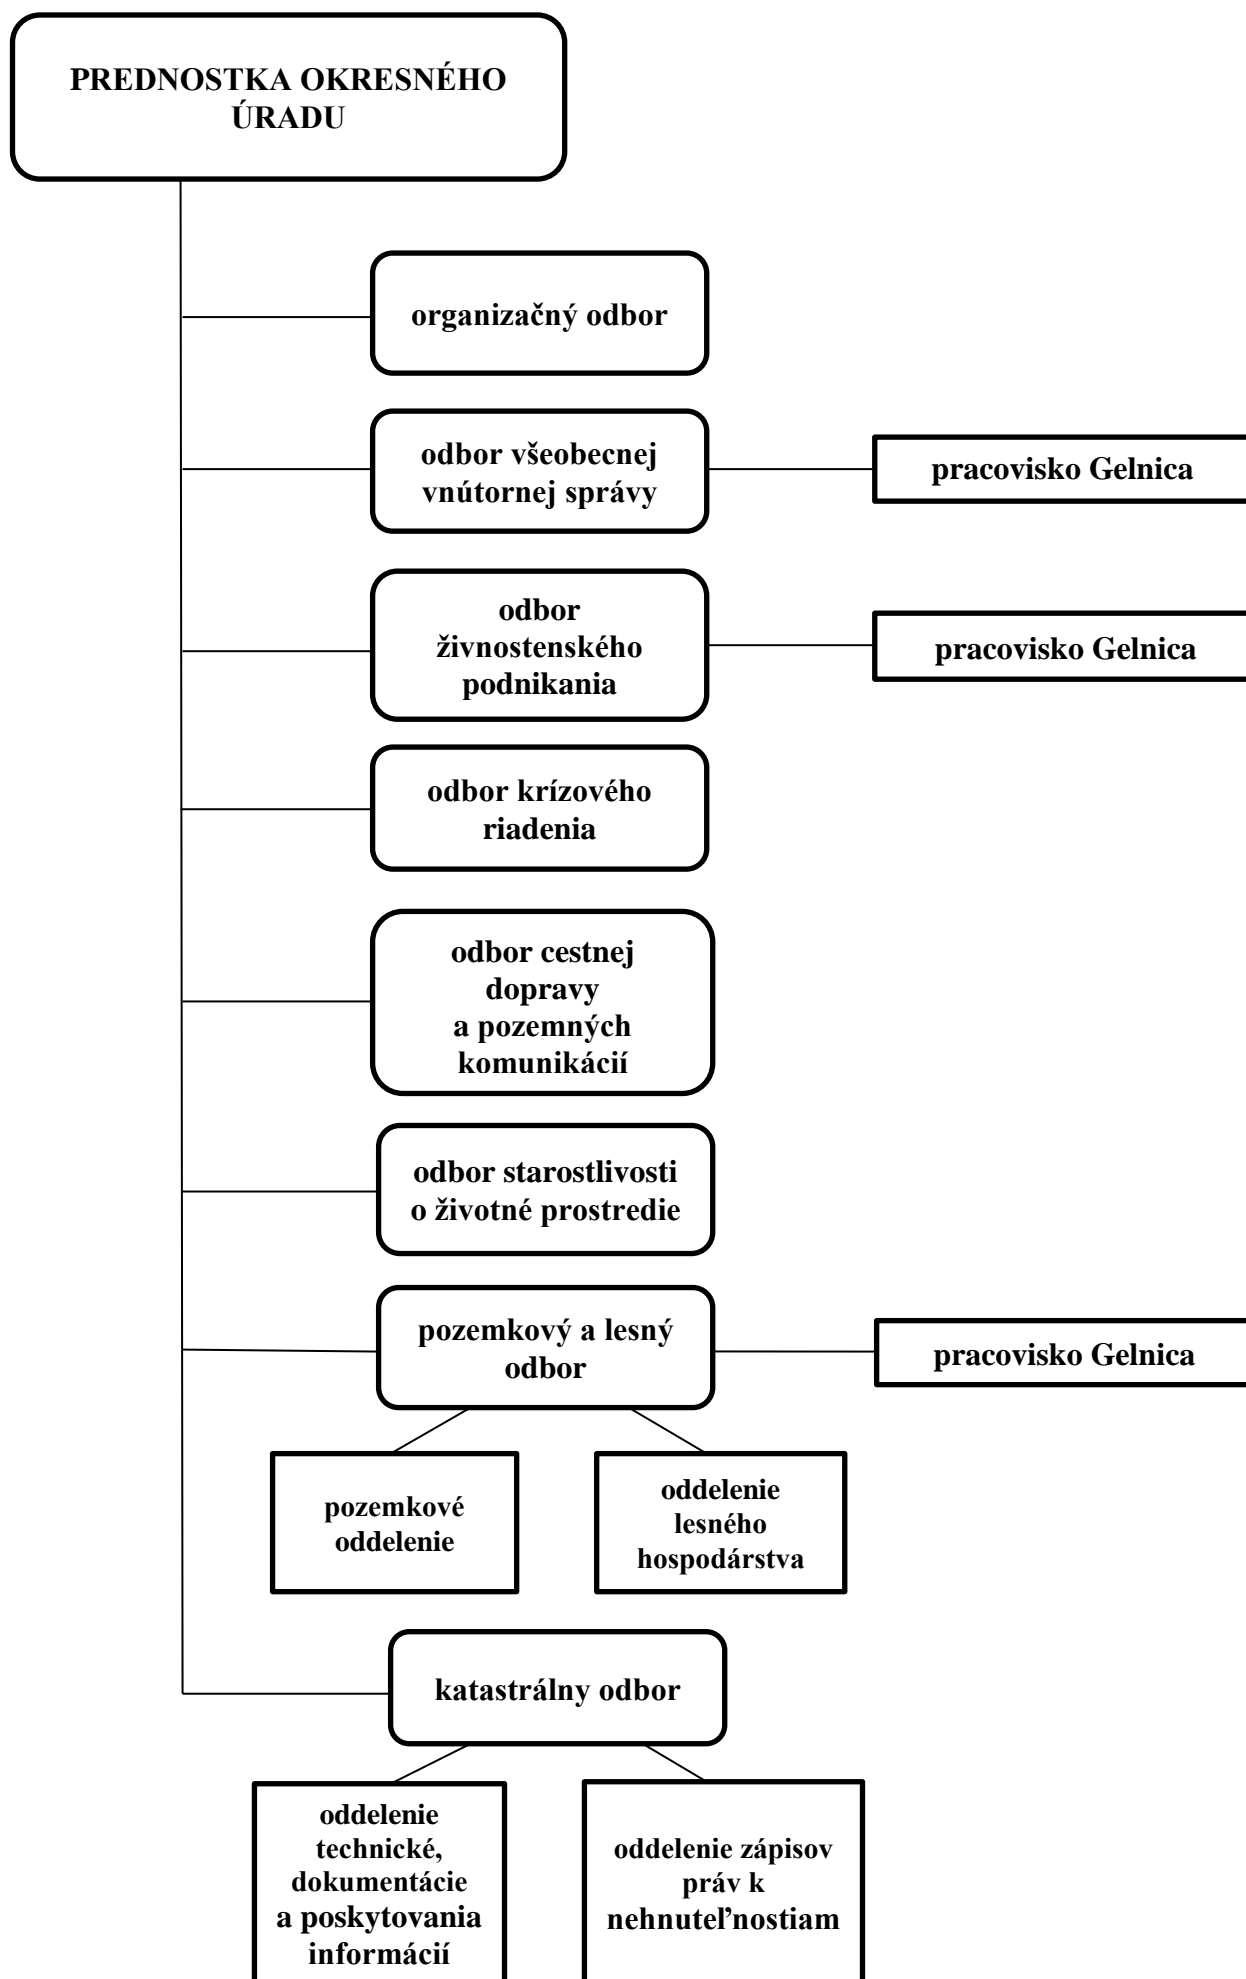 PREDNOSTKA OKRESNÉHO
ÚRADU
organizačný odbor
odbor všeobecnej
vnútornej správy
pracovisko Gelnica
odbor
živnostenského
podnikania
pracovisko Gelnica
odbor krízového
riadenia
odbor cestnej
dopravy
a pozemných
komunikácií
odbor starostlivosti
o životné prostredie
pozemkový a lesný
odbor
pracovisko Gelnica
pozemkové
oddelenie
oddelenie
lesného
hospodárstva
katastrálny odbor
oddelenie
technické,
dokumentácie
a poskytovania
informácií
oddelenie zápisov
práv k
nehnuteľnostiam